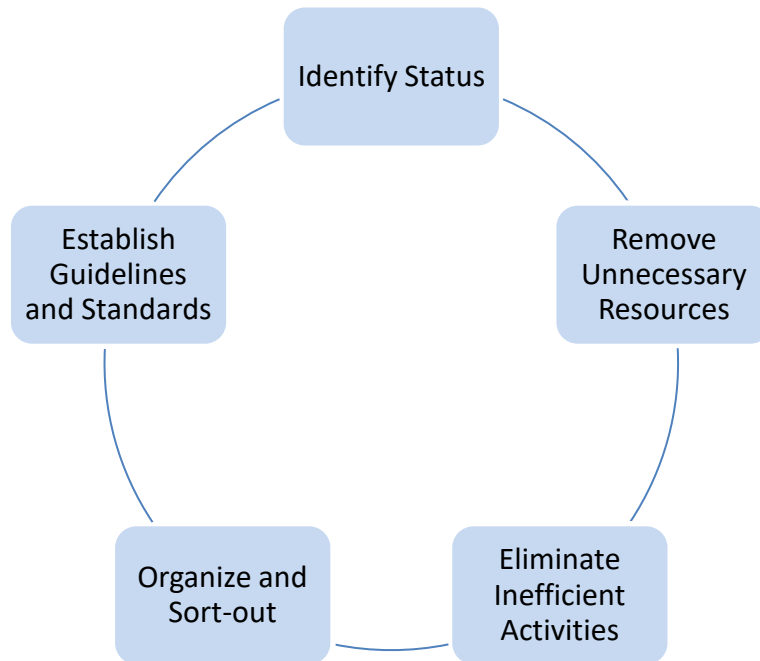 Identify Status
Remove
Unnecessary
Resources
Eliminate
Inefficient
Activities
Organize and
Sort-out
Establish
Guidelines
and Standards